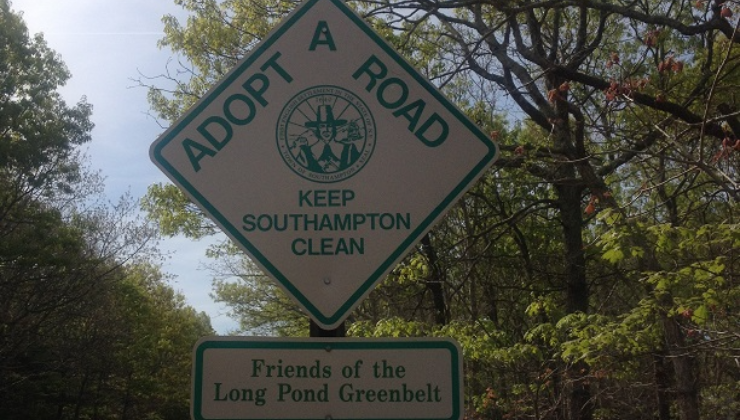 ADOPT A ROAD
KEEP
SOUTHAMPTON
CLEAN
Friends of the
Long Pond Greenbelt